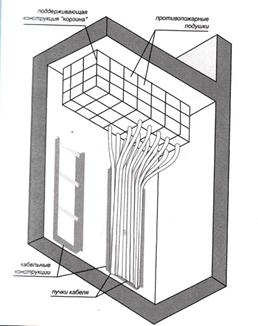 поддерживающая
конструкция "корзина"
противопожарные
подушки
кабельные
конструкции
пучки кабеля